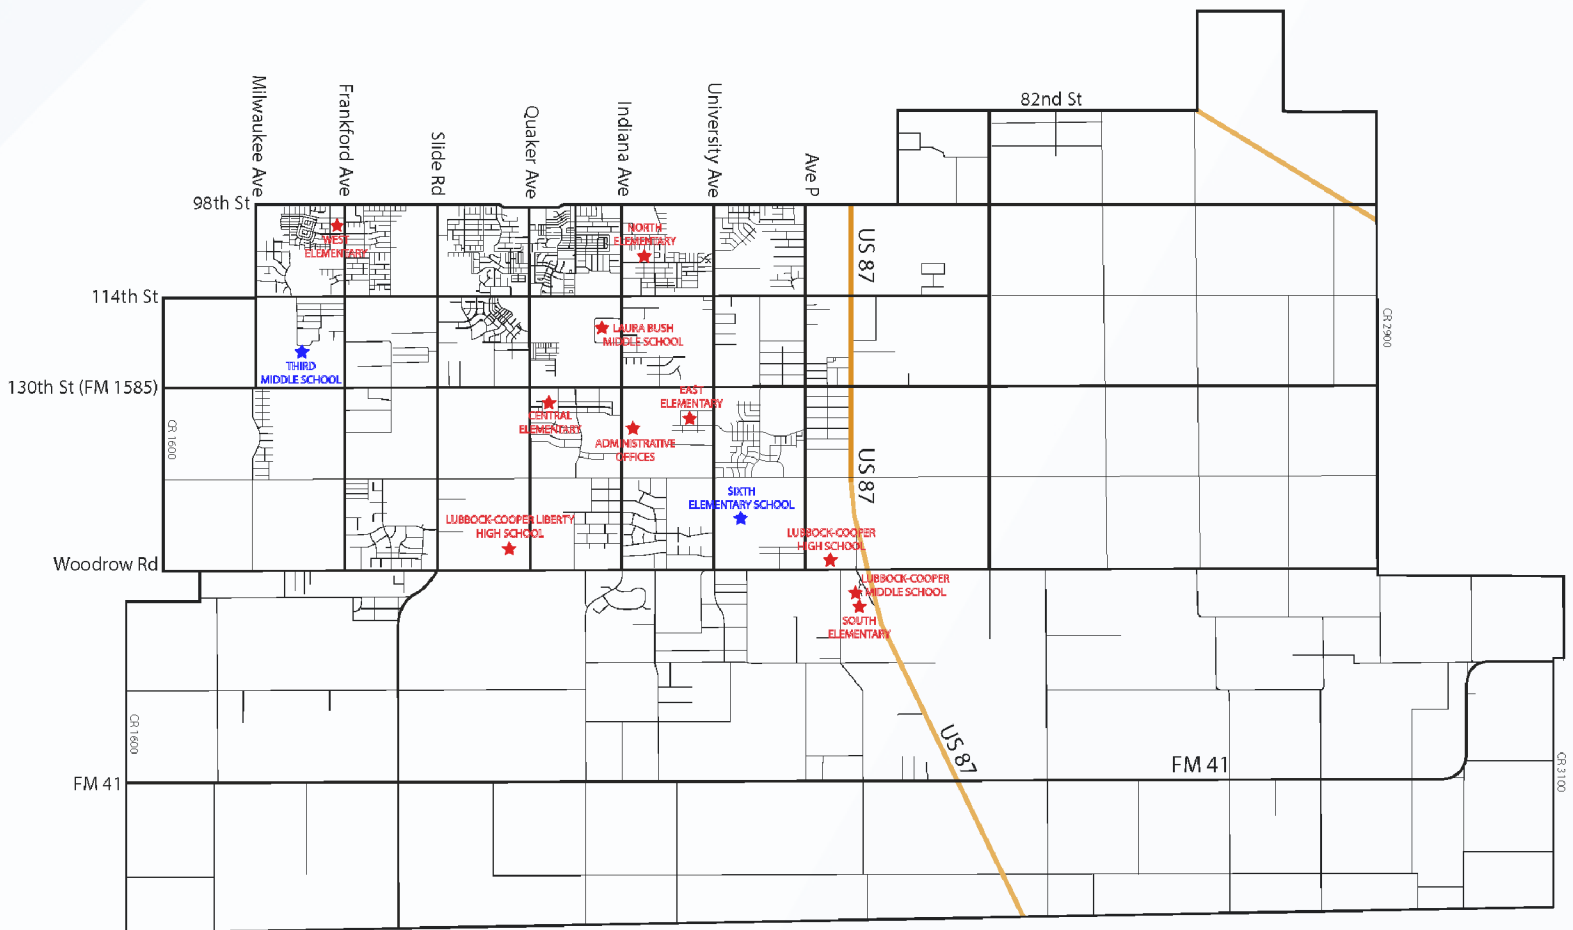 82nd St
Milwaukee Ave
Frankford Ave
Slide Rd
Quaker Ave
Indiana Ave
University Ave
Ave P
98th St
WEST
ELEMENTARY
NORTH
ELEMENTARY
US 87
114th St
CR 2900
LAURA BUSH
MIDDLE SCHOOL
THIRD
MIDDLE SCHOOL
130th St (FM 1585)
EAST
ELEMENTARY
CR 1600
CENTRAL
ELEMENTARY
ADMINISTRATIVE
OFFICES
US 87
SIXTH
ELEMENTARY SCHOOL
LUBBOCK-COOPER LIBERTY
HIGH SCHOOL
LUBBOCK-COOPER
HIGH SCHOOL
Woodrow Rd
LUBBOCK-COOPER
MIDDLE SCHOOL
SOUTH
ELEMENTARY
CR 1600
US 87
FM 41
CR 3100
FM 41